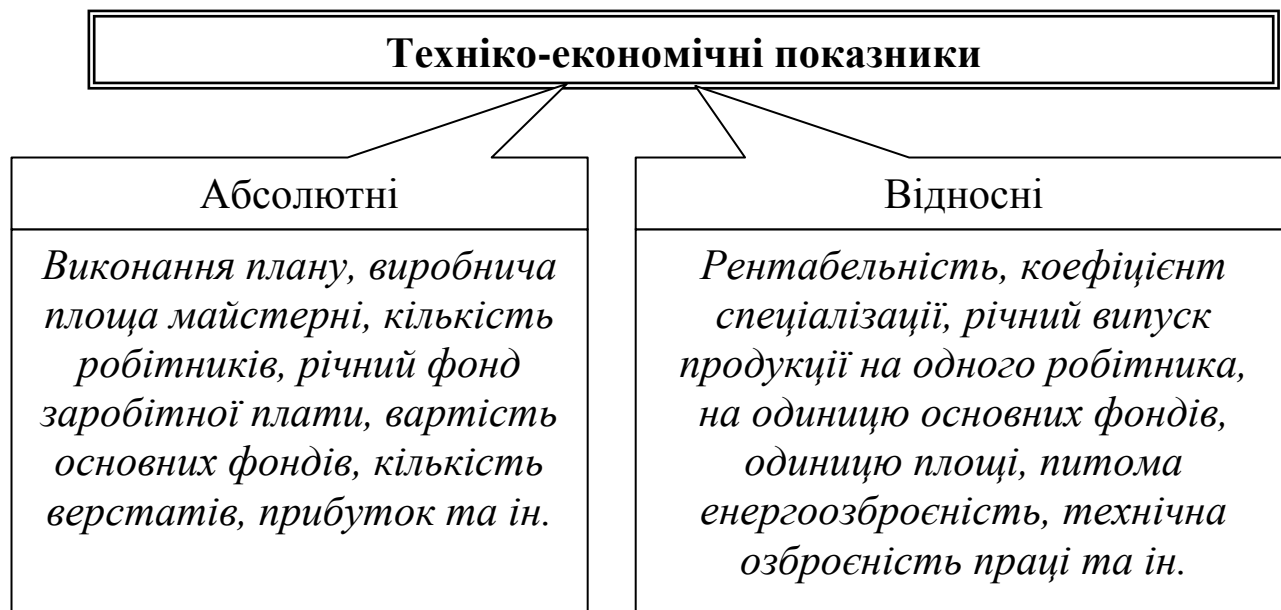 Техніко-економічні показники
Абсолютні
Виконання плану, виробнича
площа майстерні, кількість
робітників, річний фонд
заробітної плати, вартість
основних фондів, кількість
верстатів, прибуток та ін.
Відносні
Рентабельність, коефіцієнт
спеціалізації, річний випуск
продукції на одного робітника,
на одиницю основних фондів,
одиницю площі, питома
енергоозброєність, технічна
озброєність праці та ін.